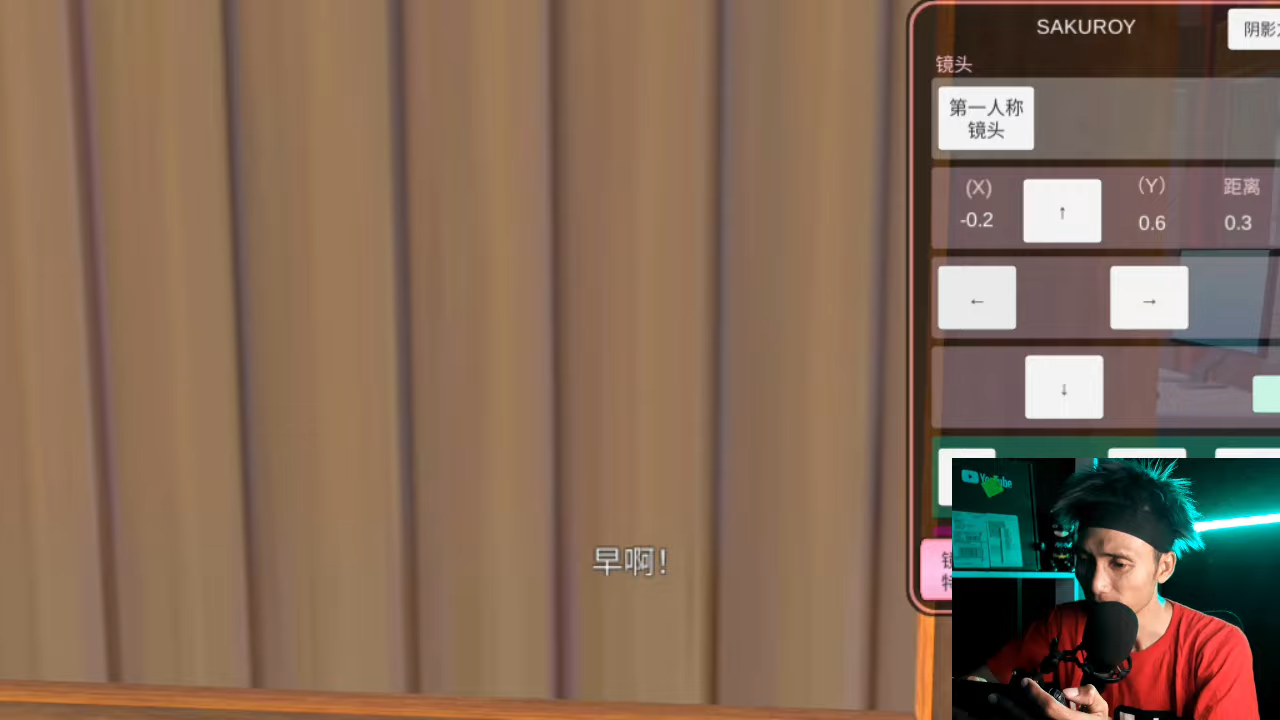 SAKUROY
阴影
镜头
第一人称
镜头
(X)
↑
(Y)
距离
-0.2
0.6
0.3
←
→
↓
YouTube
早啊!